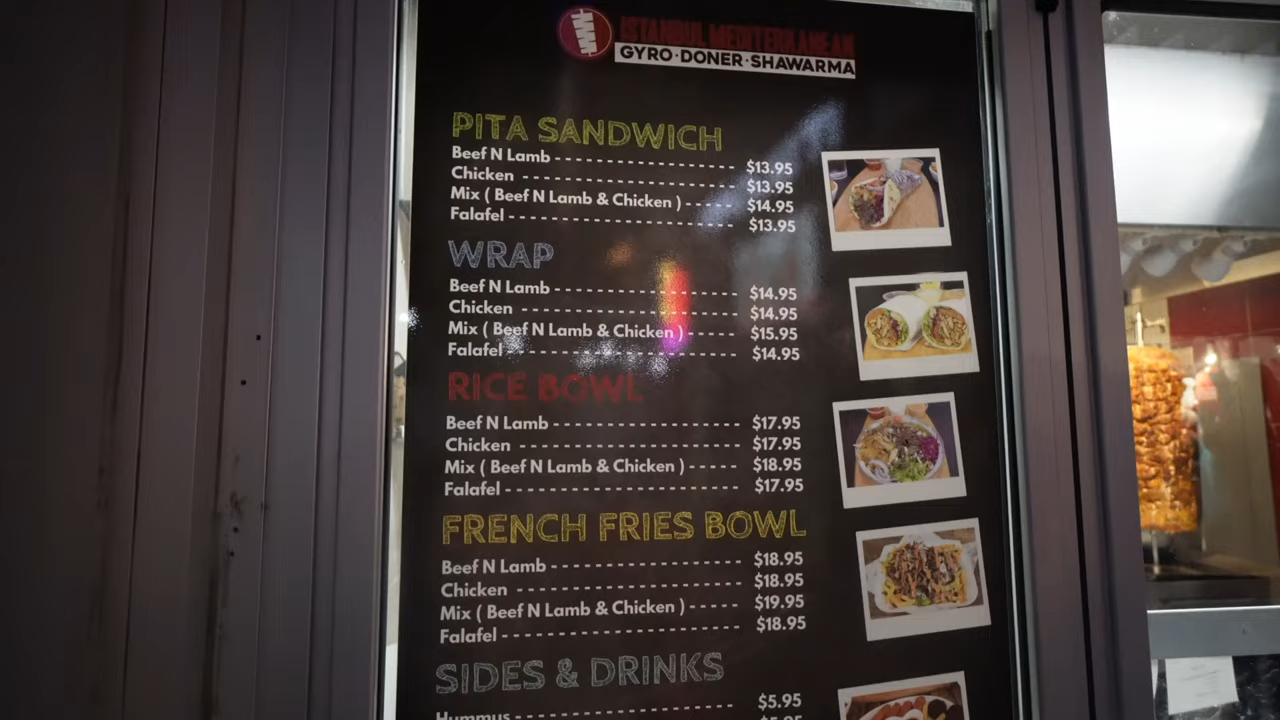 ISTANBUL MEDITERRANEAN
GYRO·DONER·SHAWARMA
PITA SANDWICH
Beef N Lamb - - - - - - - - - - - - - - - - - - - - $13.95
Chicken - - - - - - - - - - - - - - - - - - - - - - - $13.95
Mix ( Beef N Lamb & Chicken ) - - - - - $14.95
Falafel - - - - - - - - - - - - - - - - - - - - - - - - $13.95
WRAP
Beef N Lamb - - - - - - - - - - - - - - - - - - - - $14.95
Chicken - - - - - - - - - - - - - - - - - - - - - - - $14.95
Mix ( Beef N Lamb & Chicken ) - - - - - $15.95
Falafel - - - - - - - - - - - - - - - - - - - - - - - - $14.95
RICE BOWL
Beef N Lamb - - - - - - - - - - - - - - - - - - - - $17.95
Chicken - - - - - - - - - - - - - - - - - - - - - - - $17.95
Mix ( Beef N Lamb & Chicken ) - - - - - $18.95
Falafel - - - - - - - - - - - - - - - - - - - - - - - - $17.95
FRENCH FRIES BOWL
Beef N Lamb - - - - - - - - - - - - - - - - - - - - $18.95
Chicken - - - - - - - - - - - - - - - - - - - - - - - $18.95
Mix ( Beef N Lamb & Chicken ) - - - - - $19.95
Falafel - - - - - - - - - - - - - - - - - - - - - - - - $18.95
SIDES & DRINKS
Hummus - - - - - - - - - - - - - - - - - - - - - - - $5.95